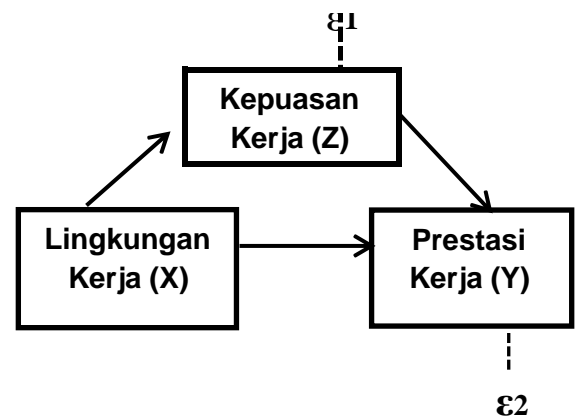 ε1
Kepuasan
Kerja (Z)
Lingkungan
Kerja (X)
Prestasi
Kerja (Y)
ε2